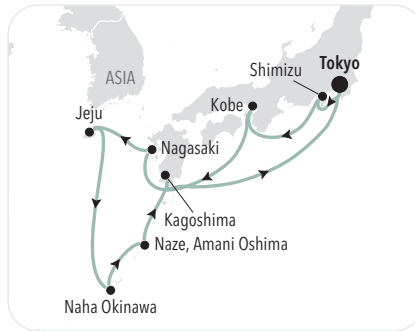 Tokyo
Shimizu
ASIA
Kobe
Jeju
Nagasaki
Kagoshima
Naze, Amani Oshima
Naha Okinawa